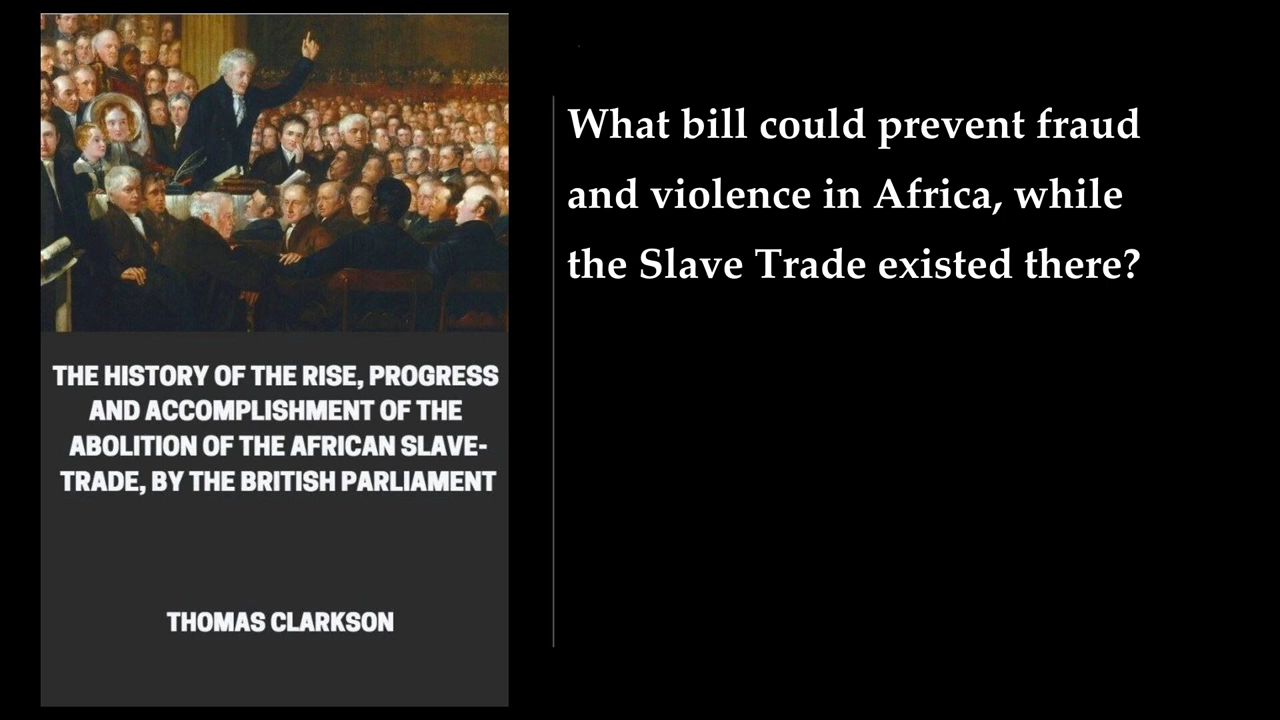 THE HISTORY OF THE RISE, PROGRESS
AND ACCOMPLISHMENT OF THE
ABOLITION OF THE AFRICAN SLAVE-
TRADE, BY THE BRITISH PARLIAMENT
THOMAS CLARKSON
What bill could prevent fraud
and violence in Africa, while
the Slave Trade existed there?